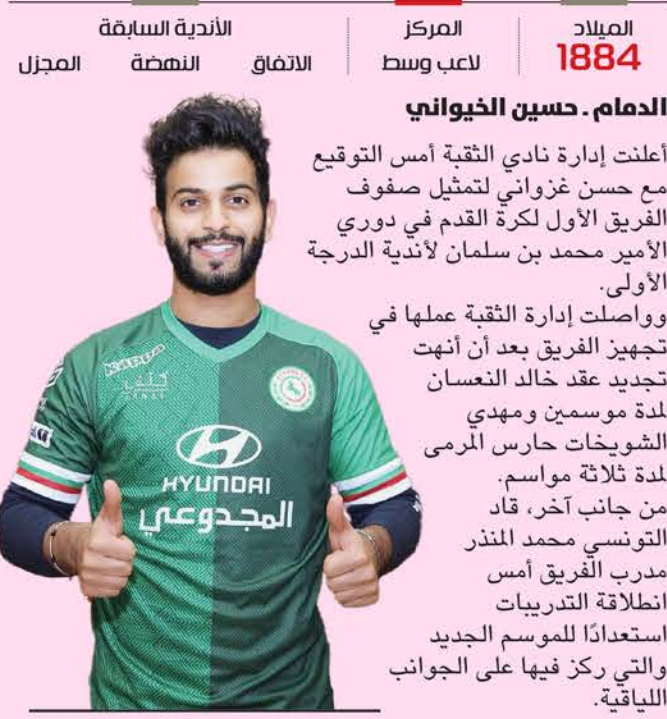 الميلاد
1884
المركز
لاعب وسط
الأندية السابقة
الاتفاق النهضة المجزل
الدمام ـ حسين الخيواني
أعلنت إدارة نادي الثقبة أمس التوقيع
مع حسن غزواني لتمثيل صفوف
الفريق الأول لكرة القدم في دوري
الأمير محمد بن سلمان لأندية الدرجة
الأولى.
وواصلت إدارة الثقبة عملها في
تجهيز الفريق بعد أن أنهت
تجديد عقد خالد النعسان
لمدة موسمين ومهدي
الشويخات حارس المرمى
لمدة ثلاثة مواسم.
من جانب آخر، قاد
التونسي محمد المنذر
مدرب الفريق أمس
انطلاقة التدريبات
استعدادًا للموسم الجديد
والتي ركز فيها على الجوانب
اللياقية.
Kappa
HYUNDAI
المجدوعي